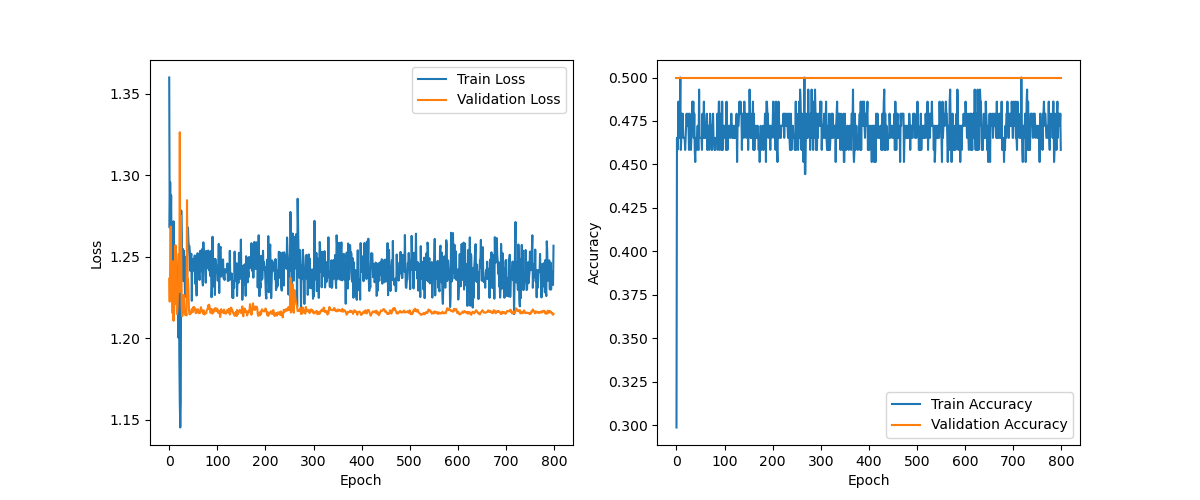 Train Loss
Validation Loss
1.35
1.30
1.25
1.20
1.15
Loss
0 100 200 300 400 500 600 700 800
Epoch
0.500
0.475
0.450
0.425
0.400
0.375
0.350
0.325
0.300
Accuracy
Train Accuracy
Validation Accuracy
0 100 200 300 400 500 600 700 800
Epoch